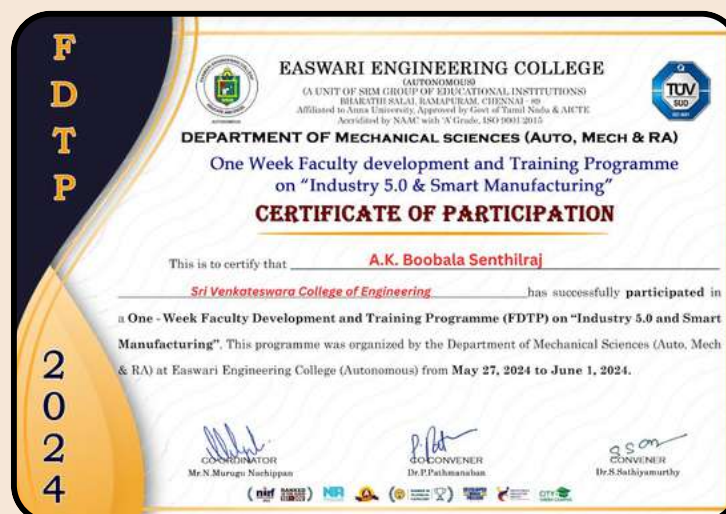 FDTP
2024
EASWARI ENGINEERING COLLEGE
(AUTONOMOUS)
(A UNIT OF SRM GROUP OF EDUCATIONAL INSTITUTIONS)
BHARATHI SALAI, RAMAPURAM, CHENNAI - 89
Affiliated to Anna University, Approved by Govt of Tamil Nadu & AICTE
Accridited by NAAC with 'A' Grade, ISO 9001:2015
TÜV
SUD
DEPARTMENT OF MECHANICAL SCIENCES (AUTO, MECH & RA)
One Week Faculty development and Training Programme
on "Industry 5.0 & Smart Manufacturing"
CERTIFICATE OF PARTICIPATION
This is to certify that A.K. Boobala Senthilraj
Sri Venkateswara College of Engineering has successfully participated in
a One - Week Faculty Development and Training Programme (FDTP) on "Industry 5.0 and Smart
Manufacturing". This programme was organized by the Department of Mechanical Sciences (Auto, Mech
& RA) at Easwari Engineering College (Autonomous) from May 27, 2024 to June 1, 2024.
CO-ORDINATOR
Mr.N.Murugu Nachippan
CO-CONVENER
Dr.P.Pathmanaban
CONVENER
Dr.S.Sathiyamurthy
nirf